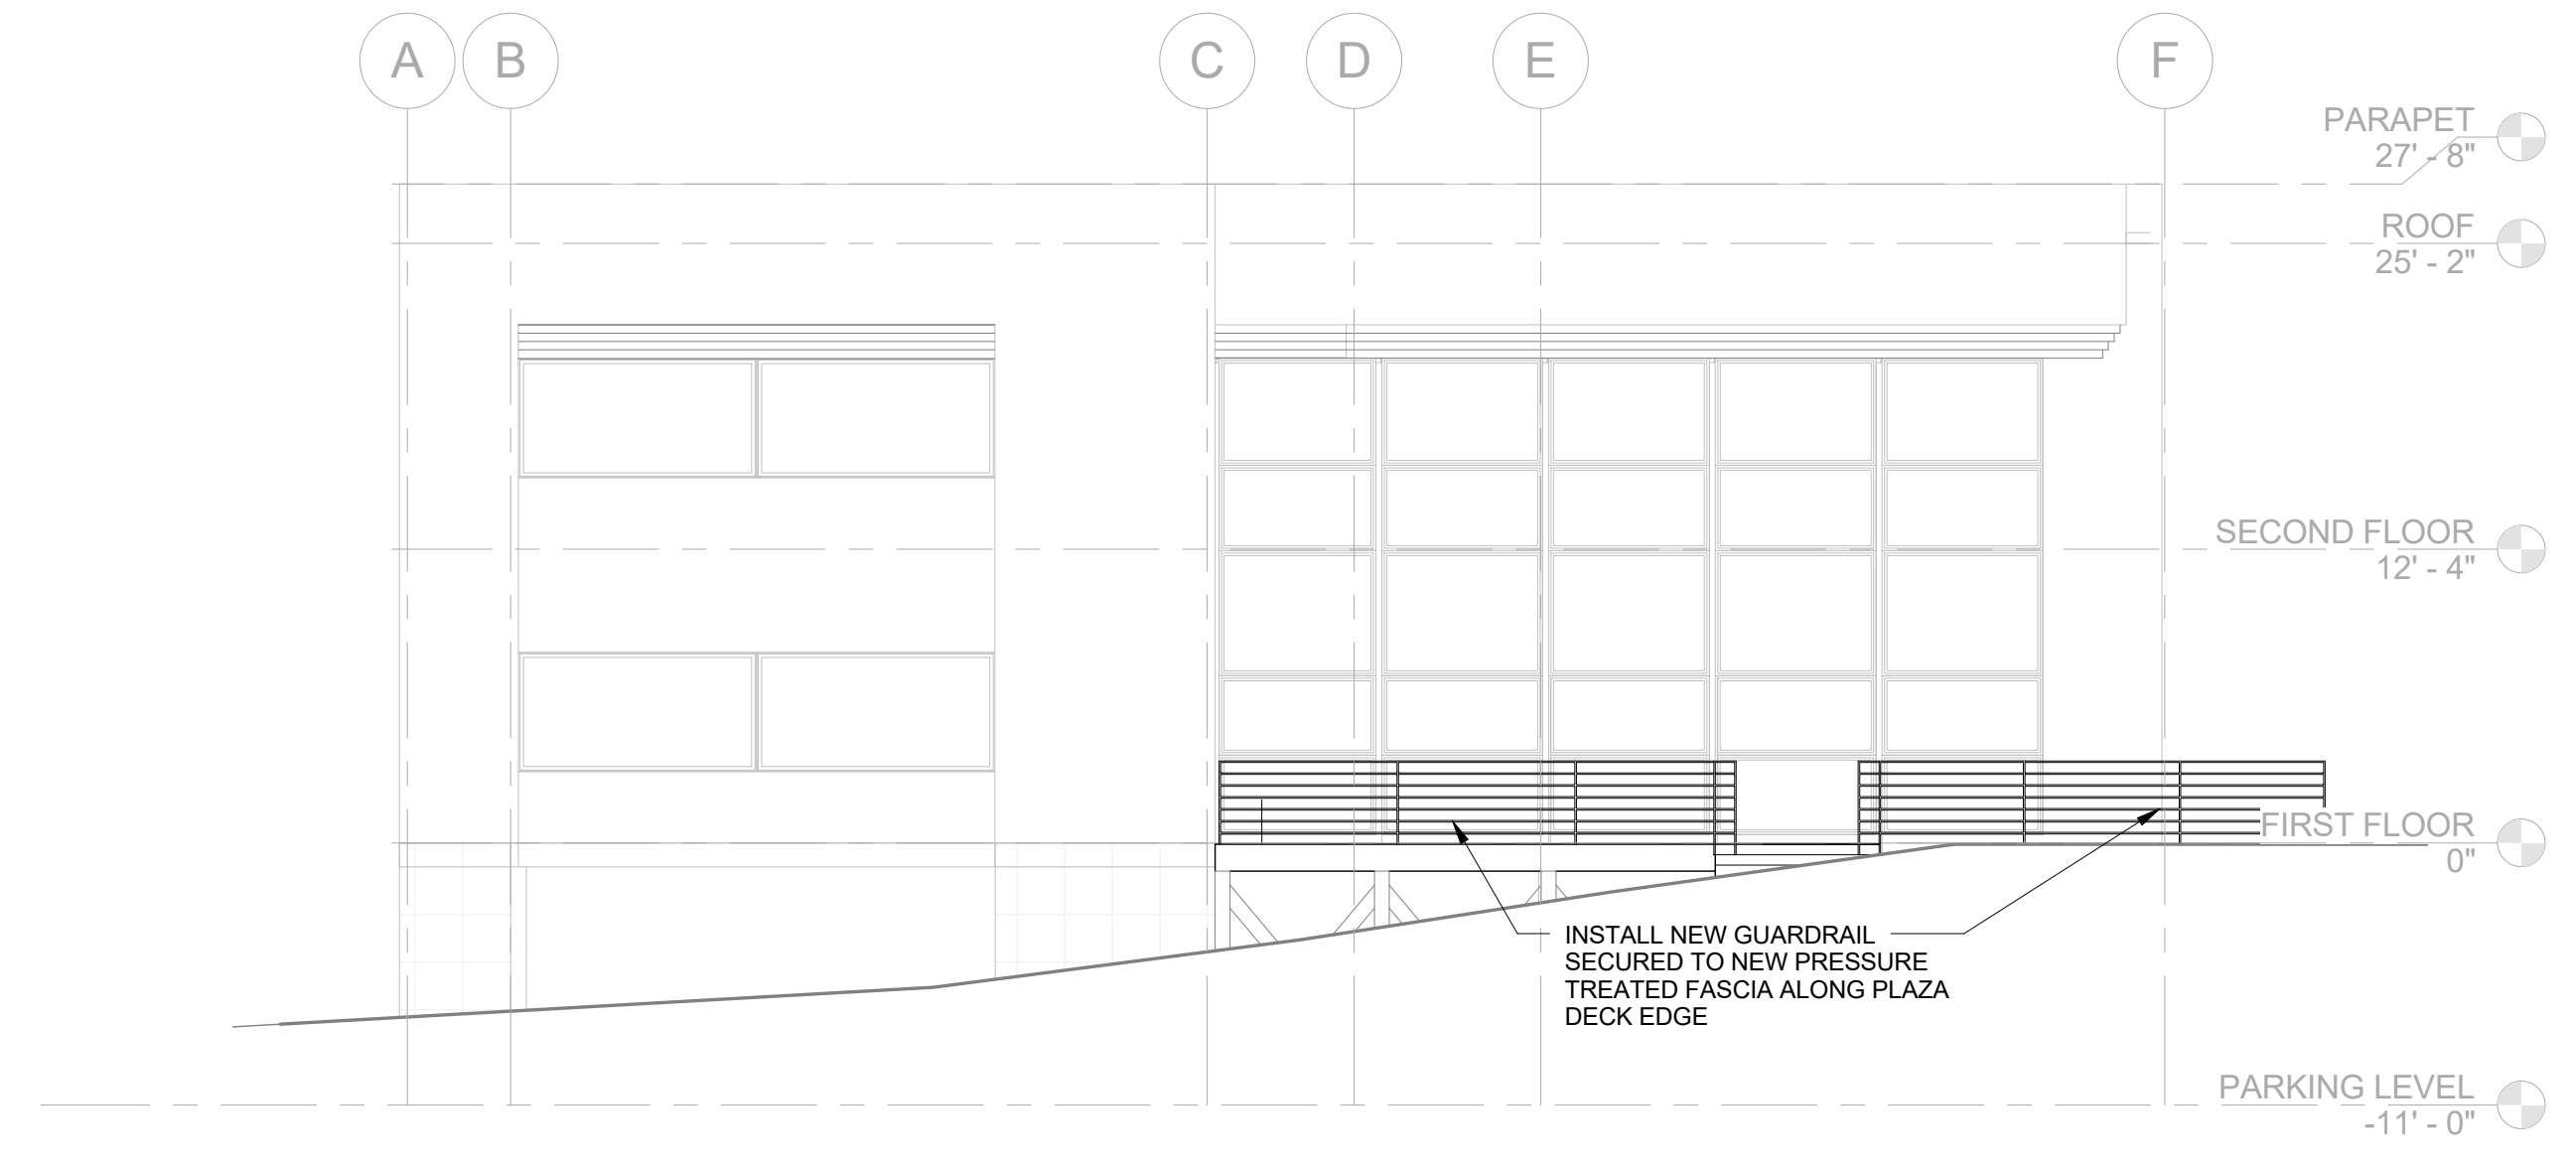 A B C D E F
PARAPET
27' - 8"
ROOF
25' - 2"
SECOND FLOOR
12' - 4"
FIRST FLOOR
0"
INSTALL NEW GUARDRAIL
SECURED TO NEW PRESSURE
TREATED FASCIA ALONG PLAZA
DECK EDGE
PARKING LEVEL
-11' - 0"